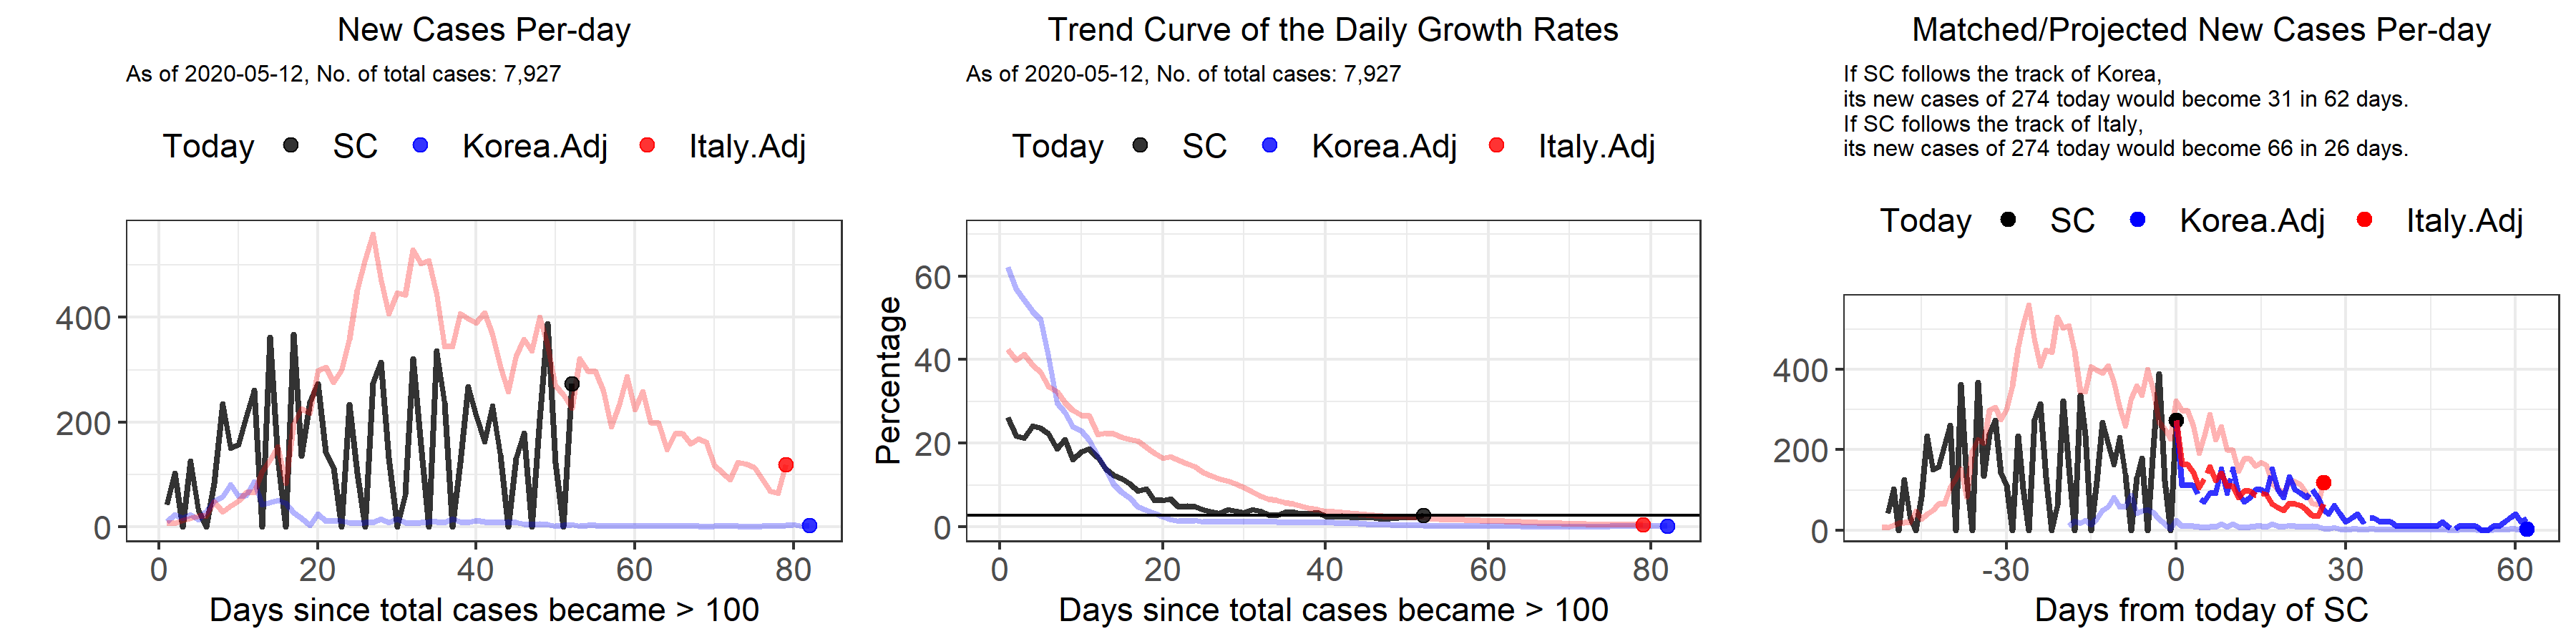 New Cases Per-day
As of 2020-05-12, No. of total cases: 7,927
Today SC Korea.Adj Italy.Adj
400
200
0
0 20 40 60 80
Days since total cases became > 100
Trend Curve of the Daily Growth Rates
As of 2020-05-12, No. of total cases: 7,927
Today SC Korea.Adj Italy.Adj
Percentage
60
40
20
0
0 20 40 60 80
Days since total cases became > 100
Matched/Projected New Cases Per-day
If SC follows the track of Korea,
its new cases of 274 today would become 31 in 62 days.
If SC follows the track of Italy,
its new cases of 274 today would become 66 in 26 days.
Today SC Korea.Adj Italy.Adj
400
200
0
-30 0 30 60
Days from today of SC